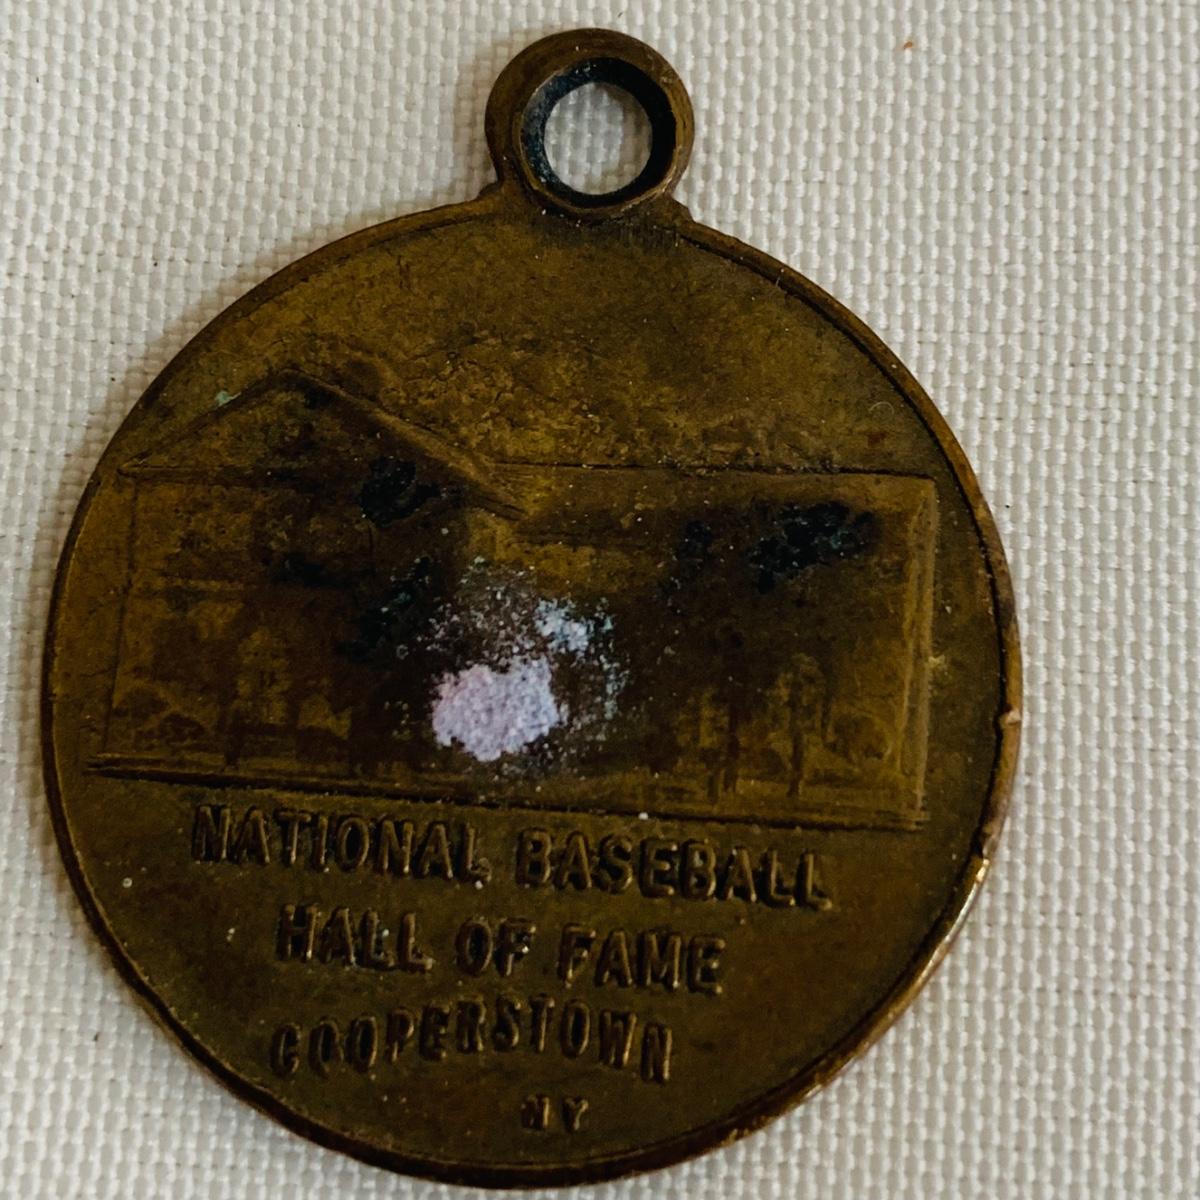 NATIONAL BASEBALL
HALL OF FAME
COOPERSTOWN
NY